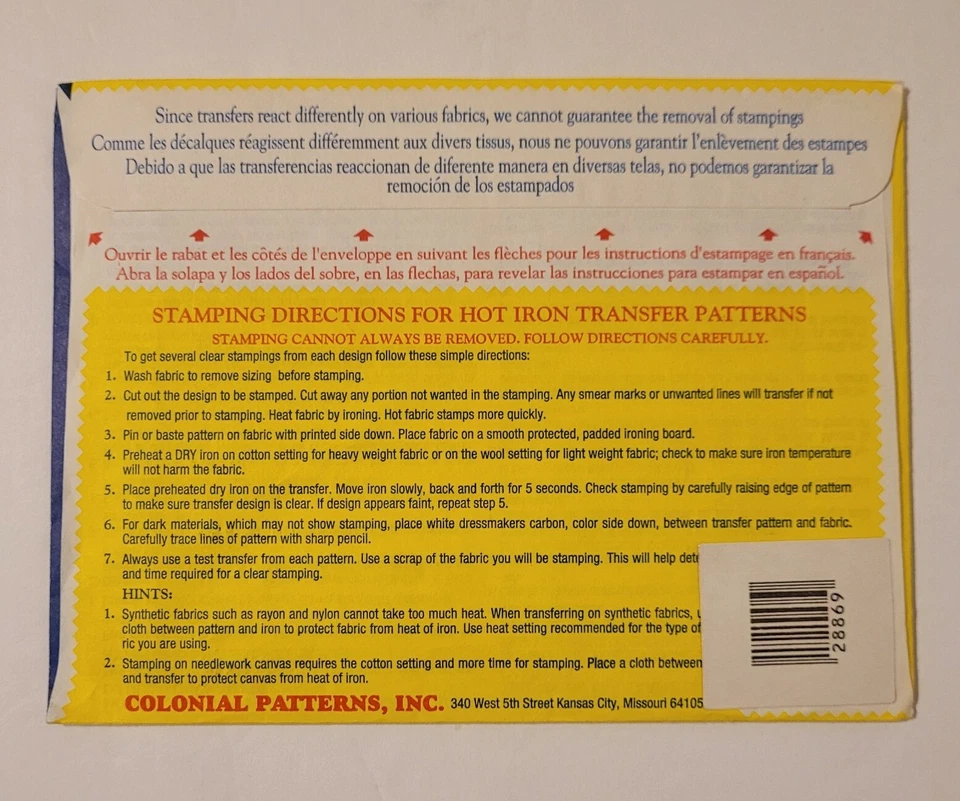 Since transfers react differently on various fabrics, we cannot guarantee the removal of stampings
Comme les décalques réagissent différemment aux divers tissus, nous ne pouvons garantir l'enlèvement des estampes
Debido a que las transferencias reaccionan de diferente manera en diversas telas, no podemos garantizar la
remoción de los estampados
Ouvrir le rabat et les côtés de l'enveloppe en suivant les flèches pour les instructions d'estampage en français.
Abra la solapa y los lados del sobre, en las flechas, para revelar las instrucciones para estampar en español.
STAMPING DIRECTIONS FOR HOT IRON TRANSFER PATTERNS
STAMPING CANNOT ALWAYS BE REMOVED. FOLLOW DIRECTIONS CAREFULLY.
To get several clear stampings from each design follow these simple directions:
1. Wash fabric to remove sizing before stamping.
2. Cut out the design to be stamped. Cut away any portion not wanted in the stamping. Any smear marks or unwanted lines will transfer if not
removed prior to stamping. Heat fabric by ironing. Hot fabric stamps more quickly.
3. Pin or baste pattern on fabric with printed side down. Place fabric on a smooth protected, padded ironing board.
4. Preheat a DRY iron on cotton setting for heavy weight fabric or on the wool setting for light weight fabric; check to make sure iron temperature
will not harm the fabric.
5. Place preheated dry iron on the transfer. Move iron slowly, back and forth for 5 seconds. Check stamping by carefully raising edge of pattern
to make sure transfer design is clear. If design appears faint, repeat step 5.
6. For dark materials, which may not show stamping, place white dressmakers carbon, color side down, between transfer pattern and fabric.
Carefully trace lines of pattern with sharp pencil.
7. Always use a test transfer from each pattern. Use a scrap of the fabric you will be stamping. This will help
and time required for a clear stamping.
HINTS:
1. Synthetic fabrics such as rayon and nylon cannot take too much heat. When transferring on synthetic fabrics,
cloth between pattern and iron to protect fabric from heat of iron. Use heat setting recommended for the type of
ric you are using.
2. Stamping on needlework canvas requires the cotton setting and more time for stamping. Place a cloth between
and transfer to protect canvas from heat of iron.
COLONIAL PATTERNS, INC. 340 West 5th Street Kansas City, Missouri 64105
28869